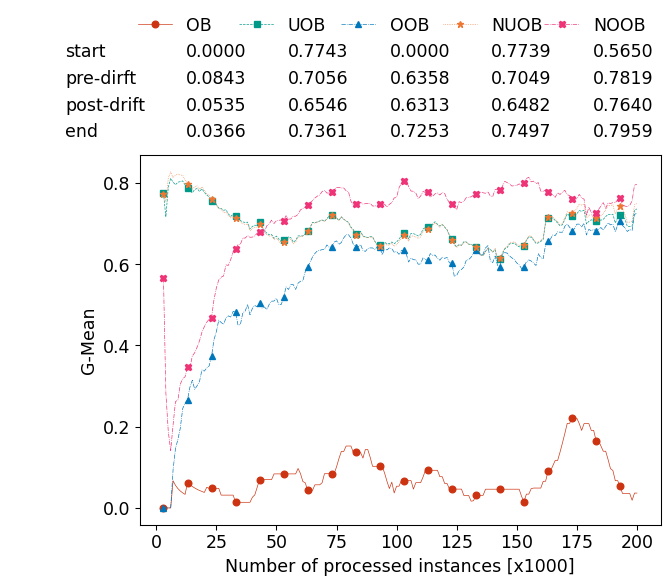 OB UOB OOB NUOB NOOB
start 0.0000 0.7743 0.0000 0.7739 0.5650
pre-dirft 0.0843 0.7056 0.6358 0.7049 0.7819
post-drift 0.0535 0.6546 0.6313 0.6482 0.7640
end 0.0366 0.7361 0.7253 0.7497 0.7959
0.8
0.6
0.4
0.2
0.0
G-Mean
0 25 50 75 100 125 150 175 200
Number of processed instances [x1000]